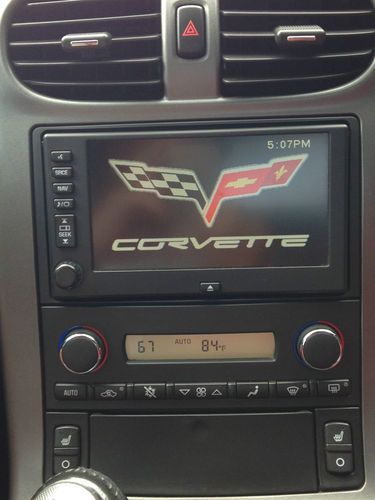 5:07PM
SRCE
NAV
SEEK
CORVETTE
67 AUTO 84°F
AUTO